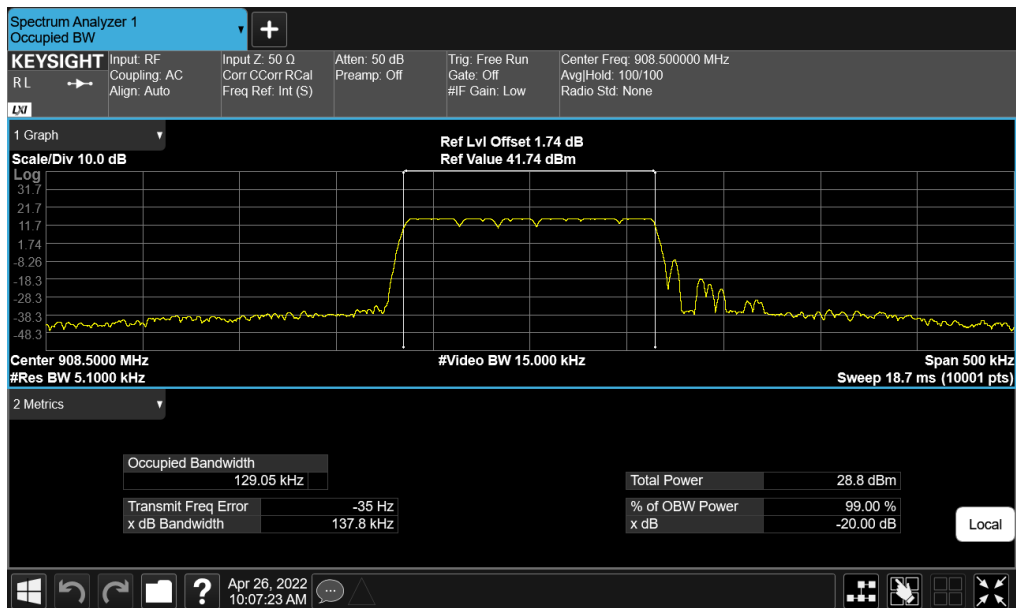 Spectrum Analyzer 1
Occupied BW
+
KEYSIGHT
R L
LXI
Input: RF
Coupling: AC
Align: Auto
Input Z: 50 Ω
Corr CCorr RCal
Freq Ref: Int (S)
Atten: 50 dB
Preamp: Off
Trig: Free Run
Gate: Off
#IF Gain: Low
Center Freq: 908.500000 MHz
Avg|Hold: 100/100
Radio Std: None
1 Graph
Scale/Div 10.0 dB
Ref Lvl Offset 1.74 dB
Ref Value 41.74 dBm
Log
31.7
21.7
11.7
1.74
-8.26
-18.3
-28.3
-38.3
-48.3
Center 908.5000 MHz
#Video BW 15.000 kHz
Span 500 kHz
#Res BW 5.1000 kHz
Sweep 18.7 ms (10001 pts)
2 Metrics
Occupied Bandwidth
129.05 kHz
Total Power 28.8 dBm
Transmit Freq Error -35 Hz
% of OBW Power 99.00 %
x dB Bandwidth 137.8 kHz
x dB -20.00 dB
Local
?
Apr 26, 2022
10:07:23 AM